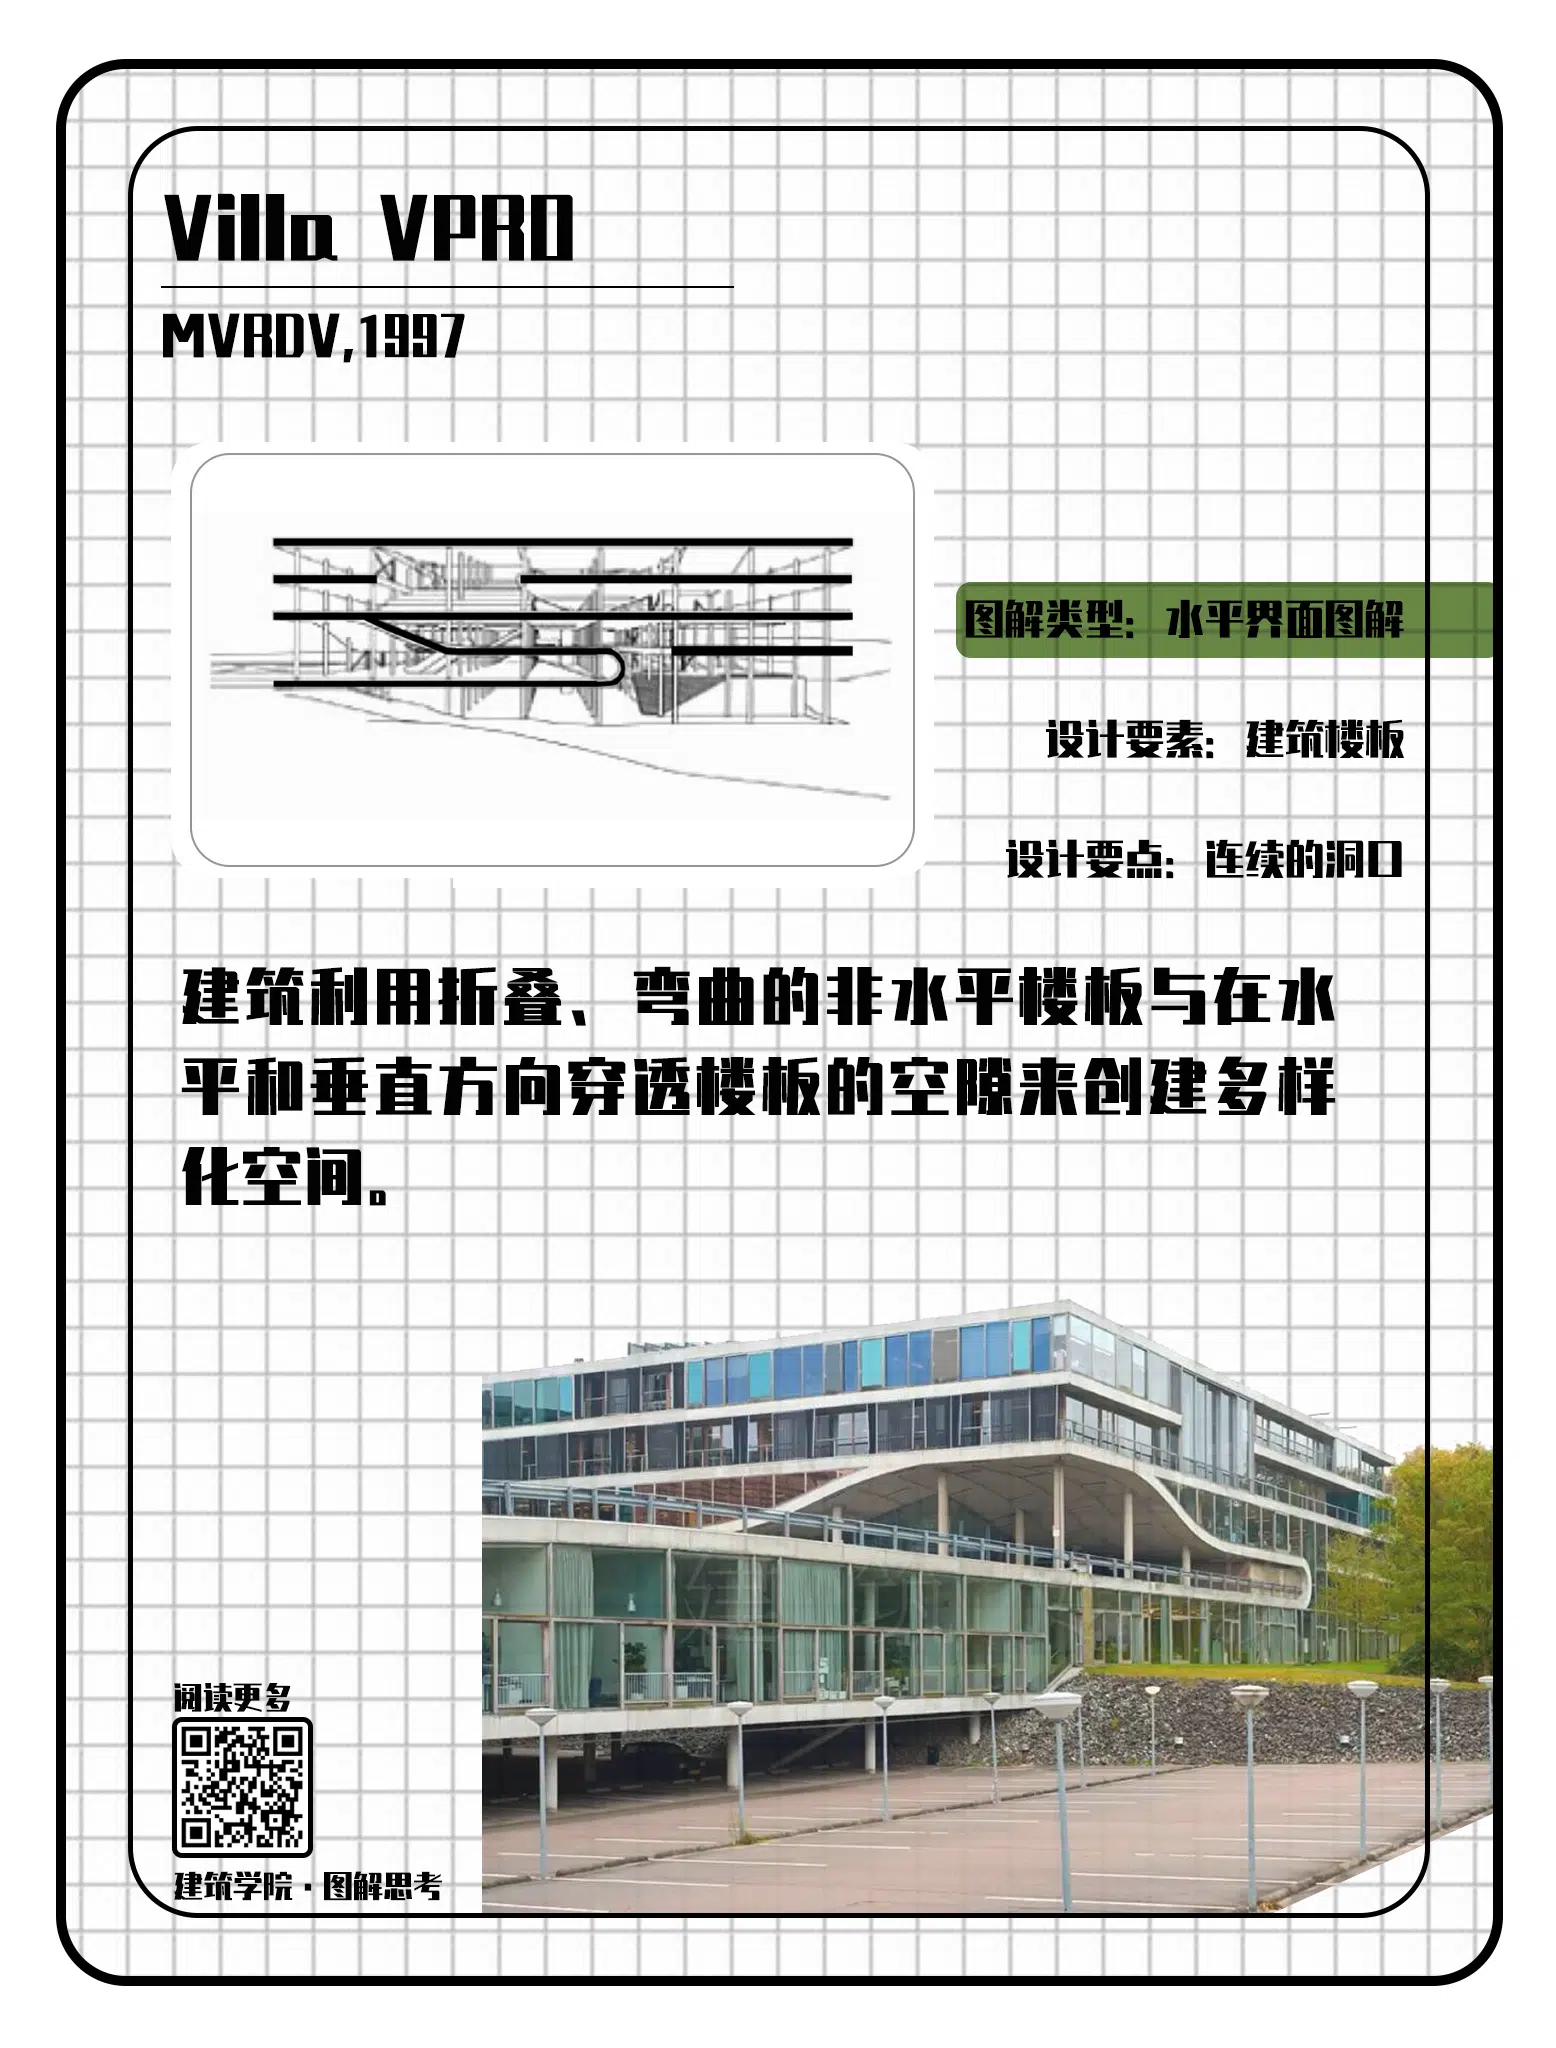 Villa VPRO
MVRDV,1997
图解类型：水平界面图解
设计要素：建筑楼板
设计要点：连续的洞口
建筑利用折叠、弯曲的非水平楼板与在水
平和垂直方向穿透楼板的空隙来创建多样
化空间。
阅读更多
建筑学院·图解思考